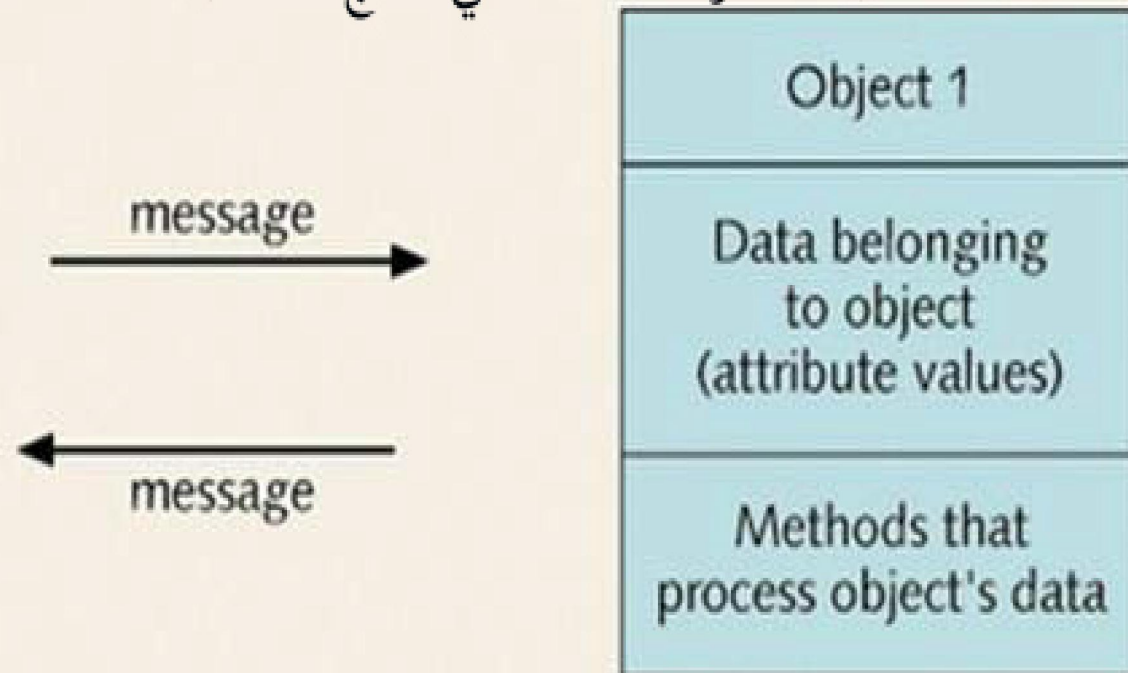 Object 1
message
Data belonging
to object
(attribute values)
message
Methods that
process object's data